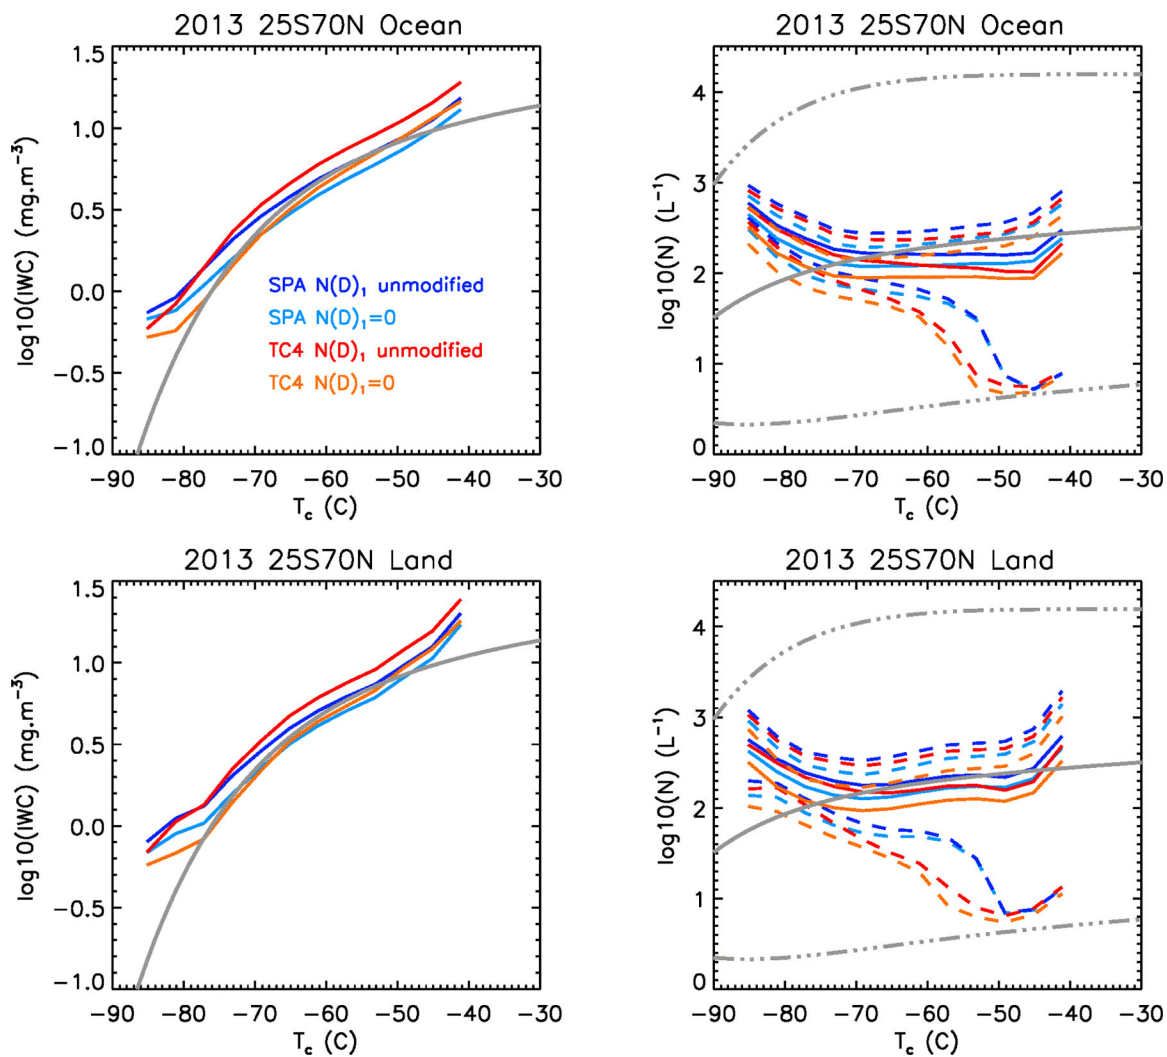 2013 25S70N Ocean
log10(IWC) (mg.m⁻³)
1.5
1.0
0.5
0.0
−0.5
−1.0
SPA N(D)₁ unmodified
SPA N(D)₁=0
TC4 N(D)₁ unmodified
TC4 N(D)₁=0
−90 −80 −70 −60 −50 −40 −30
T_c (C)
2013 25S70N Ocean
log10(N) (L⁻¹)
4
3
2
1
0
−90 −80 −70 −60 −50 −40 −30
T_c (C)
2013 25S70N Land
log10(IWC) (mg.m⁻³)
1.5
1.0
0.5
0.0
−0.5
−1.0
−90 −80 −70 −60 −50 −40 −30
T_c (C)
2013 25S70N Land
log10(N) (L⁻¹)
4
3
2
1
0
−90 −80 −70 −60 −50 −40 −30
T_c (C)